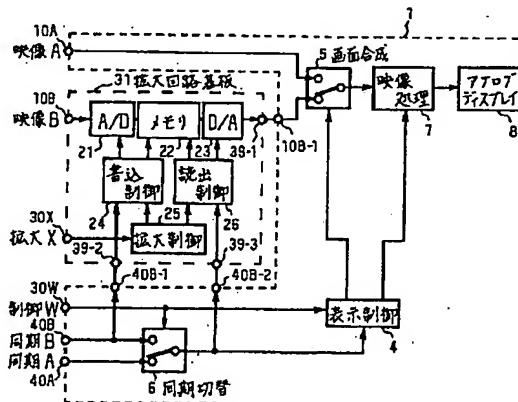 1
10A
映像A
5 画面合成
31 拡大回路基板
10B
映像B
A/D
メモリ
D/A
39-1
10B-1
映像
処理
7
アナログ
ディスプレイ
8
21
22
23
書込
制御
読出
制御
24
25
26
30X
拡大X
拡大制御
39-2
39-3
40B-1
40B-2
30W
制御W
40B
同期B
同期A
40A
6 同期切替
表示制御
4